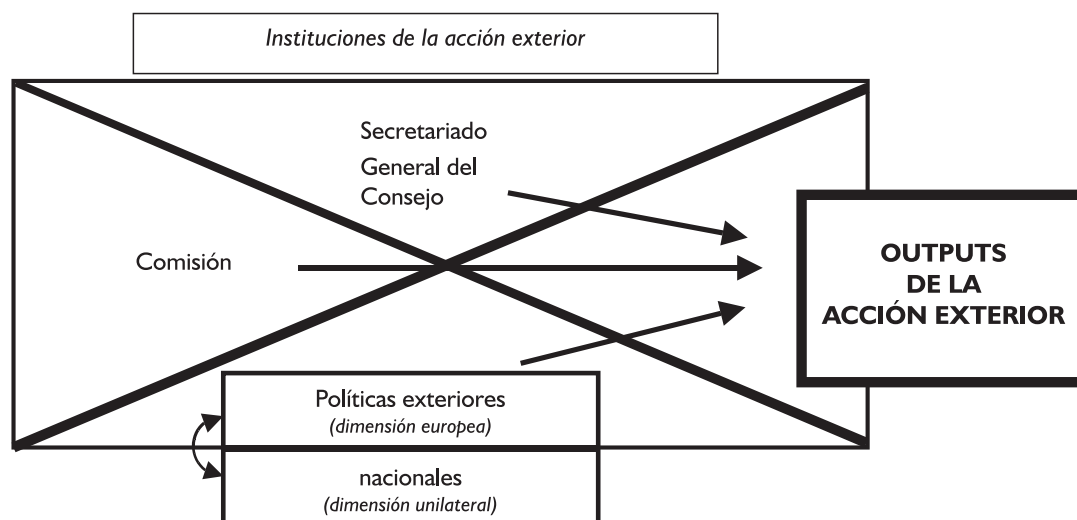 Instituciones de la acción exterior
Secretariado
General del
Consejo
Comisión
OUTPUTS
DE LA
ACCIÓN EXTERIOR
Políticas exteriores
(dimensión europea)
nacionales
(dimensión unilateral)